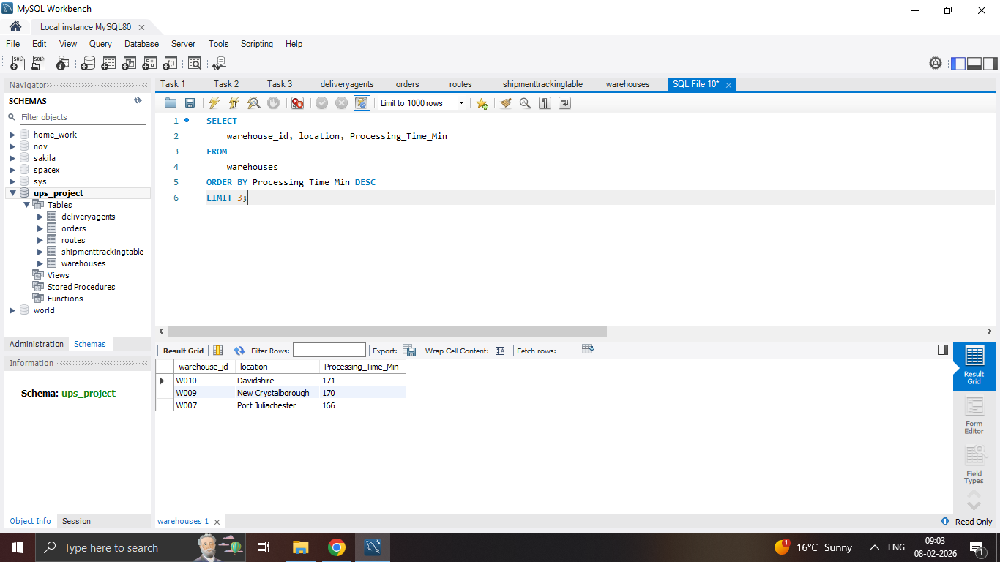 MySQL Workbench
Local instance MySQL80
File Edit View Query Database Server Tools Scripting Help
Navigator
SCHEMAS
Filter objects
home_work
nov
sakila
spacex
sys
ups_project
Tables
deliveryagents
orders
routes
shipmenttrackingtable
warehouses
Views
Stored Procedures
Functions
world
Administration Schemas
Information
Schema: ups_project
Object Info Session
Task 1 Task 2 Task 3 deliveryagents orders routes shipmenttrackingtable warehouses SQL File 10*
Limit to 1000 rows
1 SELECT
2 warehouse_id, location, Processing_Time_Min
3 FROM
4 warehouses
5 ORDER BY Processing_Time_Min DESC
6 LIMIT 3;
Result Grid Filter Rows: Export: Wrap Cell Content: Fetch rows:
warehouse_id location Processing_Time_Min
W010 Davidshire 171
W009 New Crystalborough 170
W007 Port Juliachester 166
Result
Grid
Form
Editor
Field
Types
warehouses 1
Read Only
Type here to search
1
16°C Sunny
ENG
09:03
08-02-2026
1